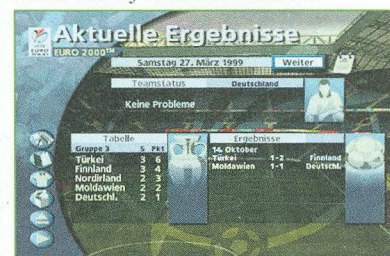 Aktuelle Ergebnisse
EURO 2000™
Samstag 27. März 1999 Weiter
Teamstatus Deutschland
Keine Probleme
Tabelle
Gruppe 3 S Pkt
Türkei 3 6
Finnland 3 4
Nordirland 2 3
Moldawien 2 2
Deutschl. 2 1
Ergebnisse
14. Oktober
Türkei 1-2 Finnland
Moldawien 1-1 Deutschl.